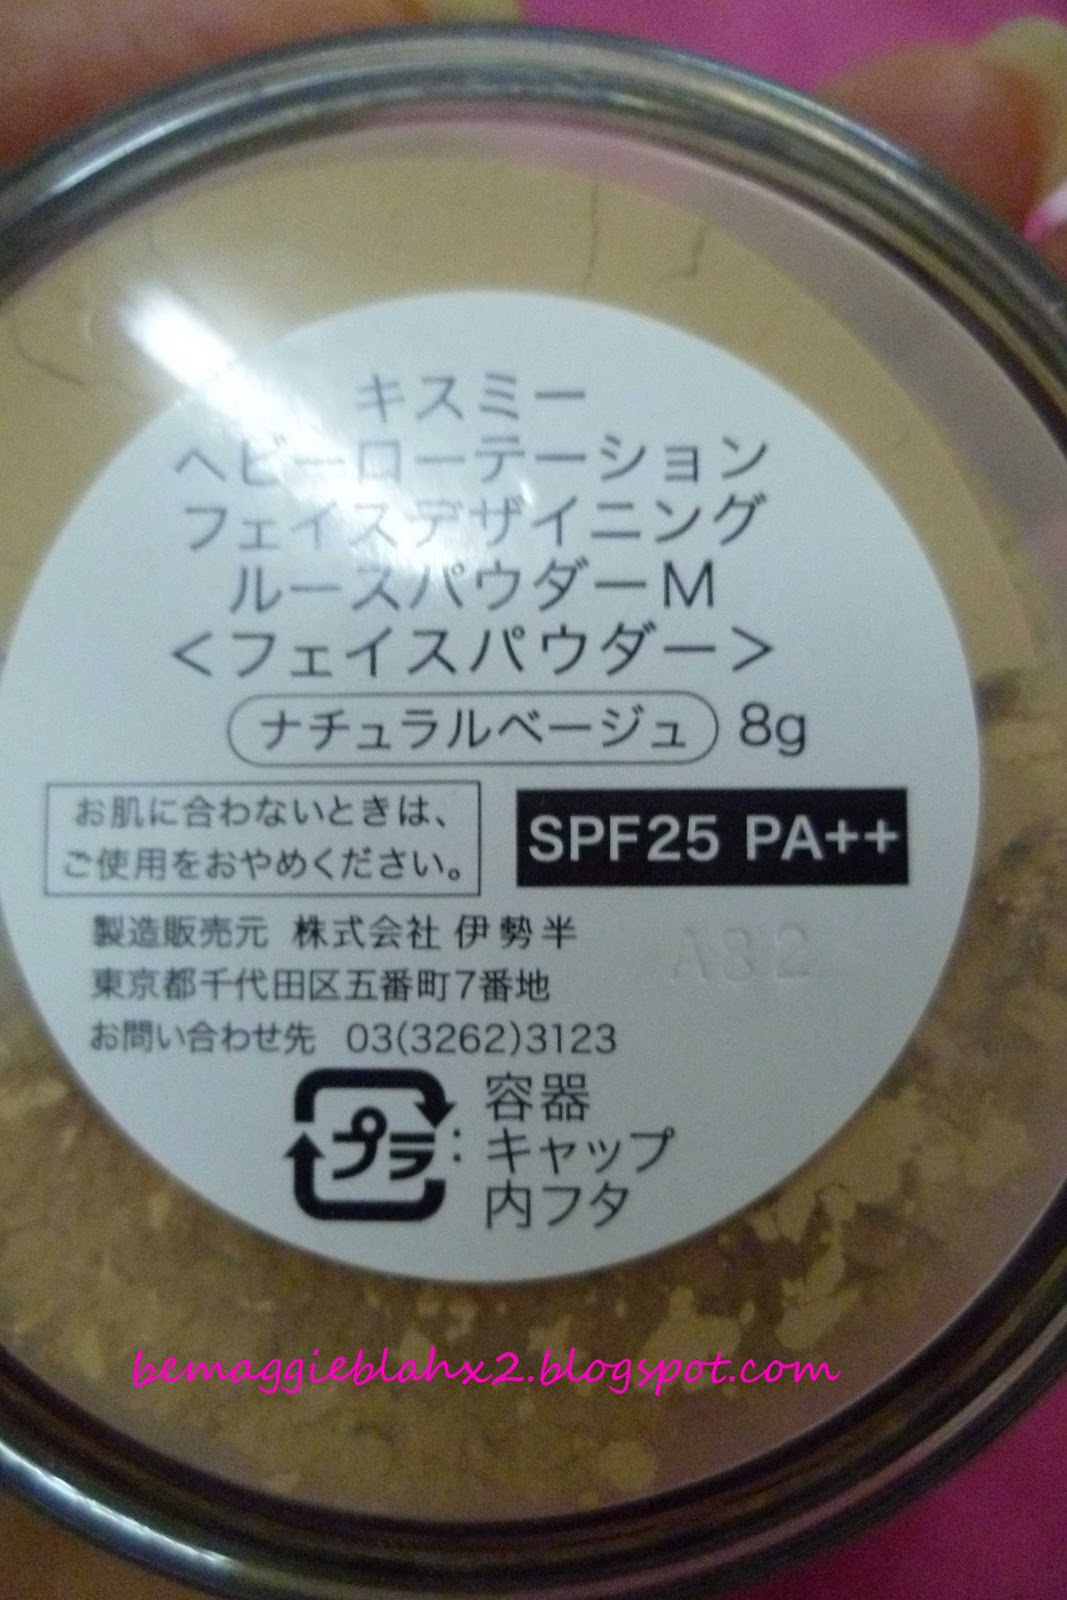 キスミー
ヘビーローテーション
フェイスデザイニング
ルースパウダーM
＜フェイスパウダー＞
ナチュラルベージュ 8g
お肌に合わないときは、
ご使用をおやめください。
SPF25 PA++
製造販売元 株式会社 伊勢半
東京都千代田区五番町7番地
お問い合わせ先 03(3262)3123
A82
プラ : 容器
キャップ
内フタ
bemaggieblahx2.blogspot.com